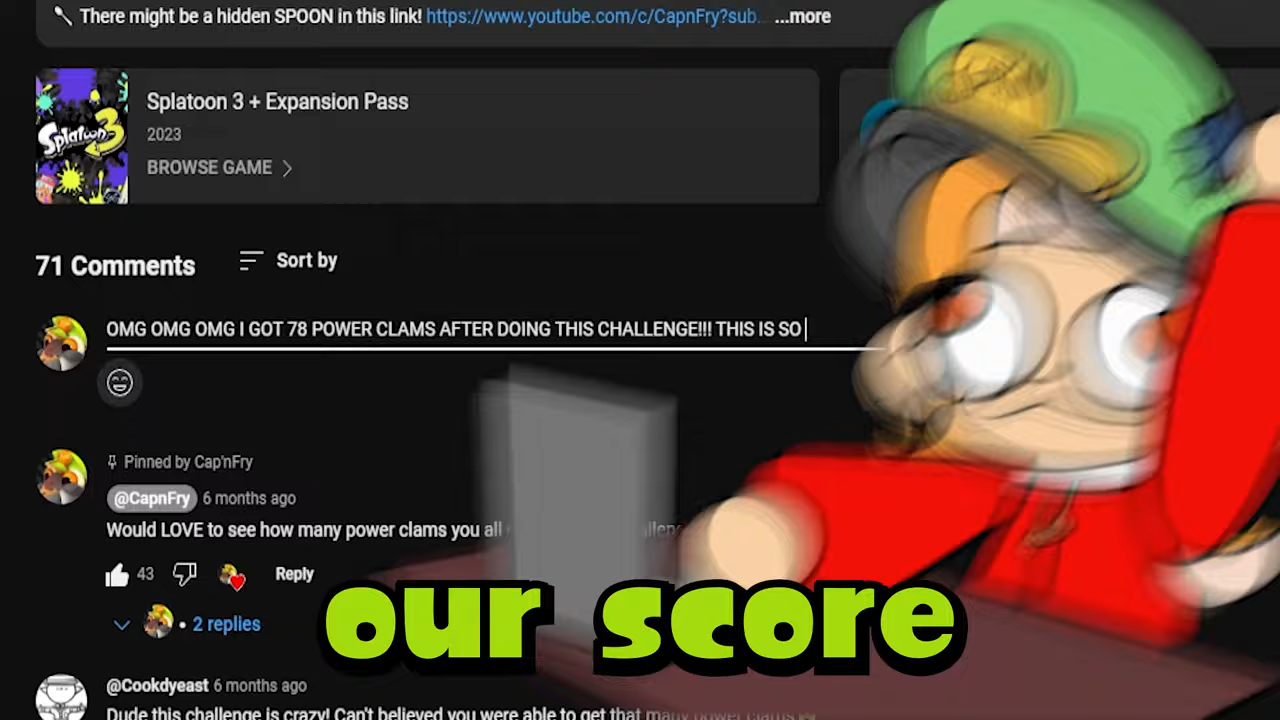 There might be a hidden SPOON in this link! https://www.youtube.com/c/CapnFry?sub... ...more
Splatoon 3
Splatoon 3 + Expansion Pass
2023
BROWSE GAME
71 Comments
Sort by
OMG OMG OMG I GOT 78 POWER CLAMS AFTER DOING THIS CHALLENGE!!! THIS IS SO
Pinned by Cap'nFry
@CapnFry 6 months ago
Would LOVE to see how many power clams you all
43
Reply
2 replies
our score
@Cookdyeast 6 months ago
Dude this challenge is crazy! Can't believed you were able to get that many power clams